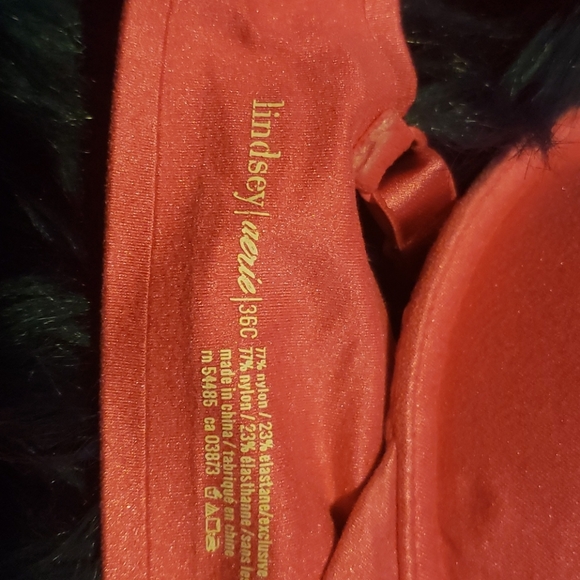 lindsey | aerie | 36C
77% nylon / 23% elastane/exclusive
77% nylon / 23% élasthanne/sans
made in china / fabriqué en chine
rn 54485 ca 03873